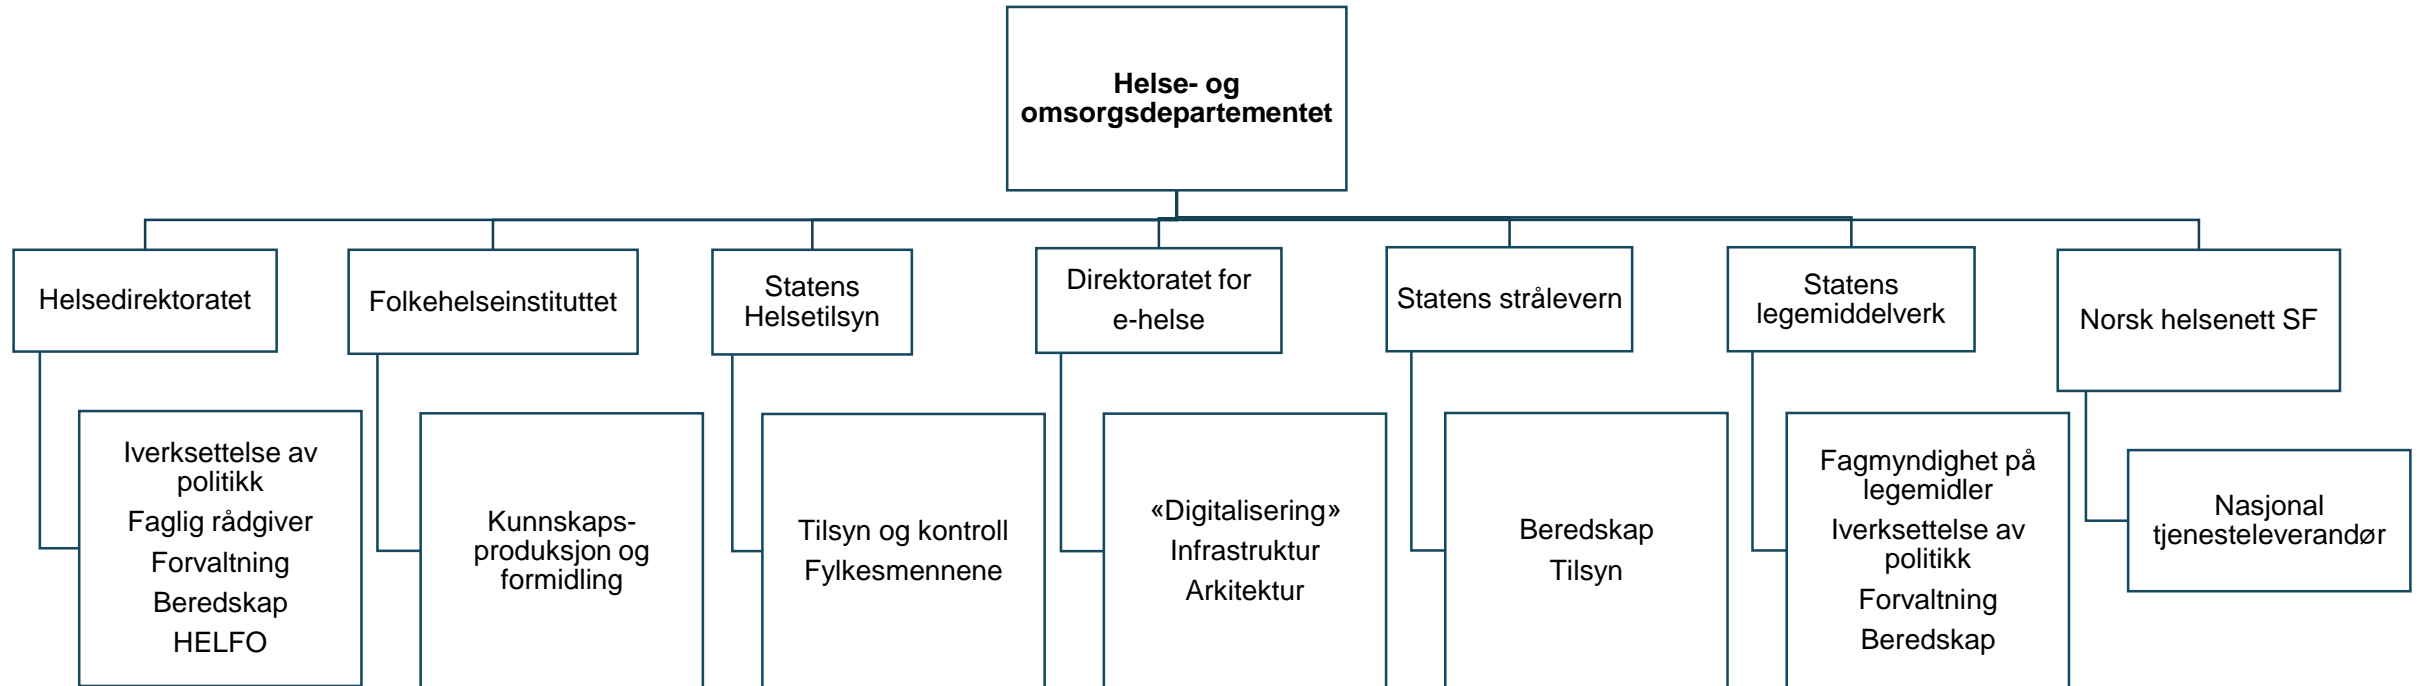 Helse- og
omsorgsdepartementet
Helsedirektoratet
Folkehelseinstituttet
Statens
Helsetilsyn
Direktoratet for
e-helse
Statens strålevern
Statens
legemiddelverk
Norsk helsenett SF
Iverksettelse av
politikk
Faglig rådgiver
Forvaltning
Beredskap
HELFO
Kunnskaps-
produksjon og
formidling
Tilsyn og kontroll
Fylkesmennene
«Digitalisering»
Infrastruktur
Arkitektur
Beredskap
Tilsyn
Fagmyndighet på
legemidler
Iverksettelse av
politikk
Forvaltning
Beredskap
Nasjonal
tjenesteleverandør